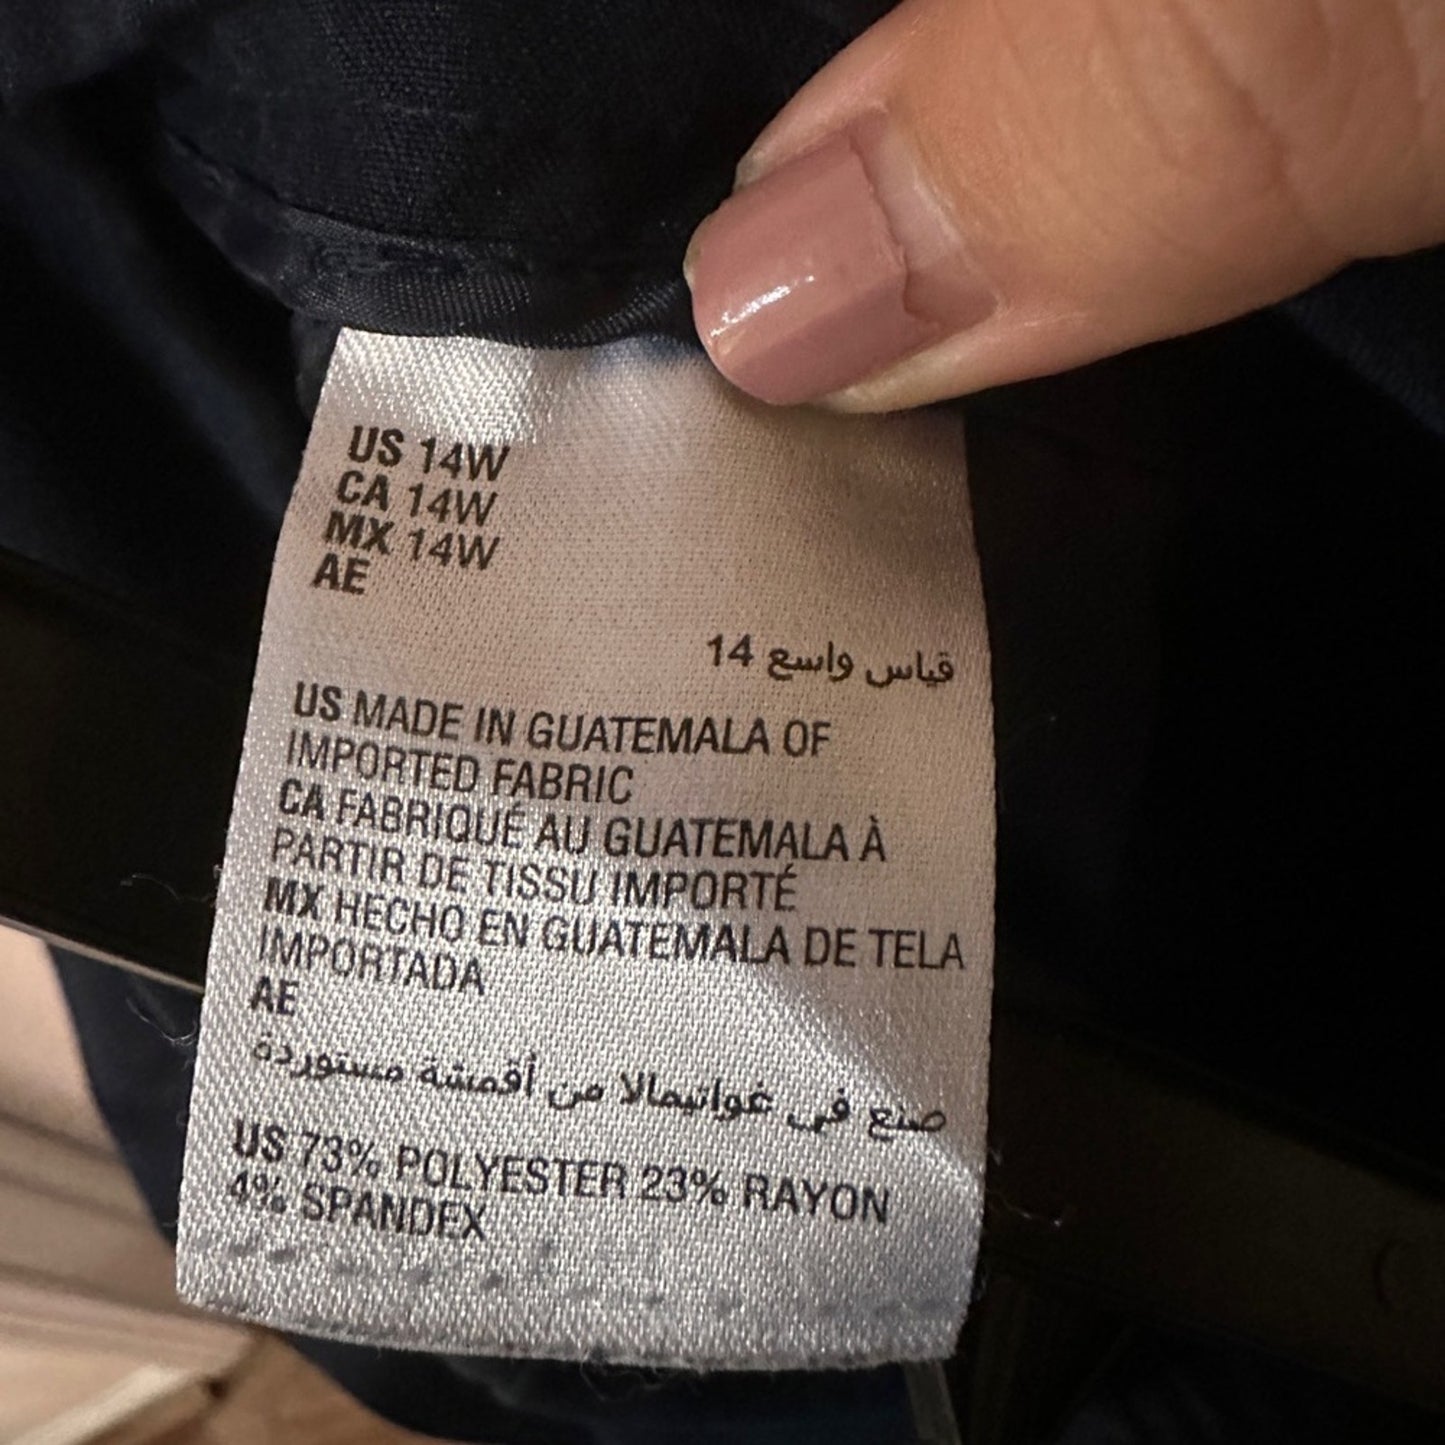 US 14W
CA 14W
MX 14W
AE
قياس واسع 14
US MADE IN GUATEMALA OF
IMPORTED FABRIC
CA FABRIQUÉ AU GUATEMALA À
PARTIR DE TISSU IMPORTÉ
MX HECHO EN GUATEMALA DE TELA
IMPORTADA
AE
صنع في غواتيمالا من أقمشة مستوردة
US 73% POLYESTER 23% RAYON
4% SPANDEX